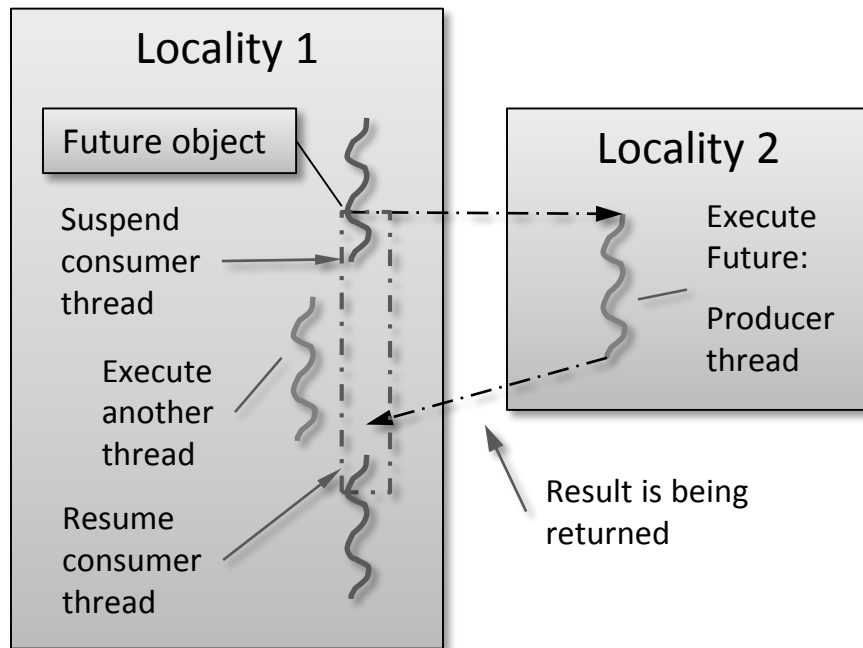 Locality 1
Future object
Suspend
consumer
thread
Execute
another
thread
Resume
consumer
thread
Locality 2
Execute
Future:
Producer
thread
Result is being
returned